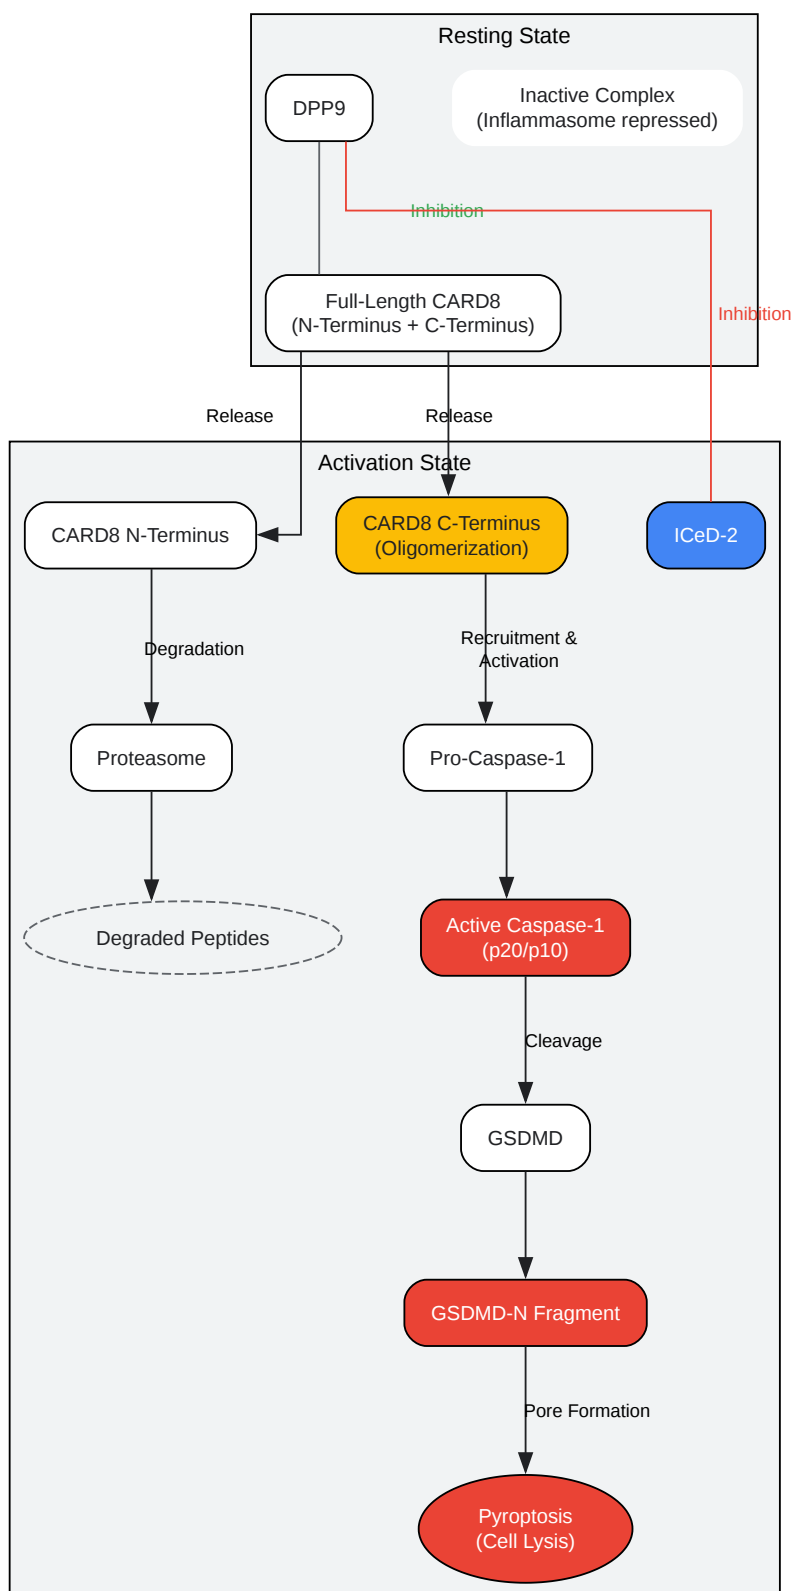 Resting State
DPP9
Inactive Complex
(Inflammasome repressed)
Inhibition
Full-Length CARD8
(N-Terminus + C-Terminus)
Inhibition
Release
Release
Activation State
CARD8 N-Terminus
CARD8 C-Terminus
(Oligomerization)
ICeD-2
Degradation
Recruitment &
Activation
Proteasome
Pro-Caspase-1
Degraded Peptides
Active Caspase-1
(p20/p10)
Cleavage
GSDMD
GSDMD-N Fragment
Pore Formation
Pyroptosis
(Cell Lysis)